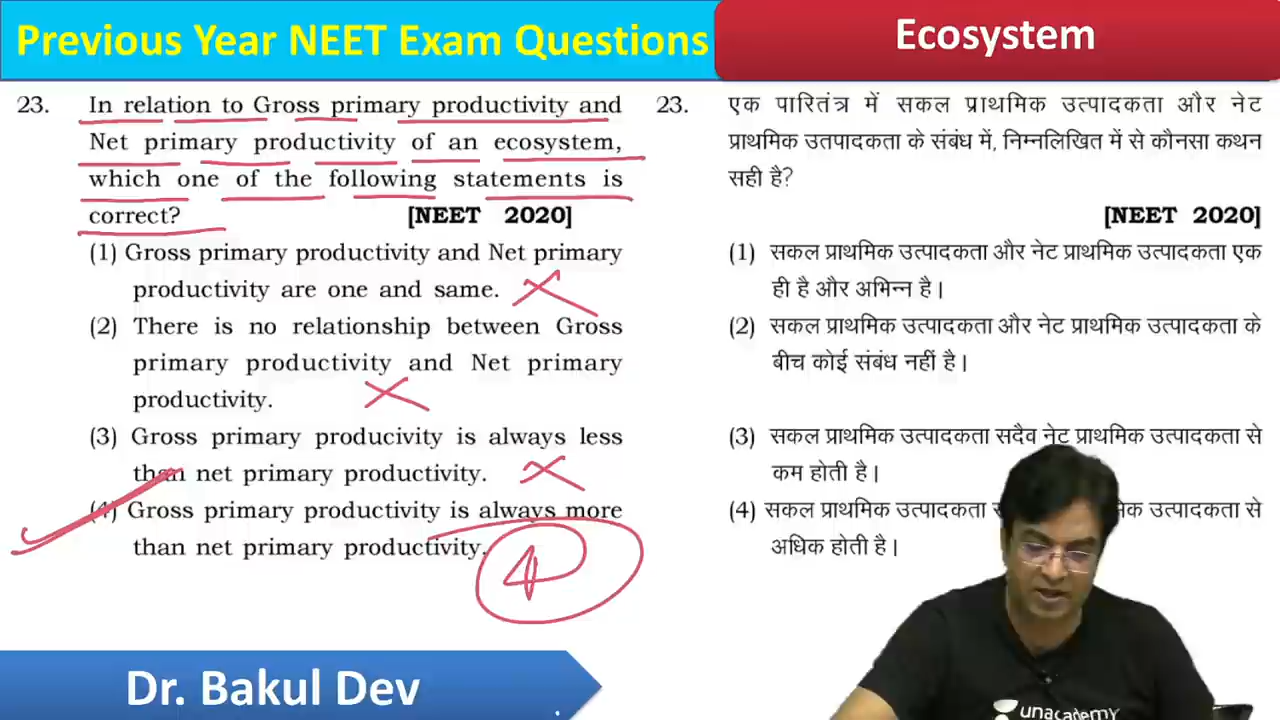 Previous Year NEET Exam Questions
Ecosystem
23. In relation to Gross primary productivity and
Net primary productivity of an ecosystem,
which one of the following statements is
correct? [NEET 2020]
(1) Gross primary productivity and Net primary
productivity are one and same.
(2) There is no relationship between Gross
primary productivity and Net primary
productivity.
(3) Gross primary producivity is always less
than net primary productivity.
(4) Gross primary productivity is always more
than net primary productivity.
4
23. एक पारितंत्र में सकल प्राथमिक उत्पादकता और नेट
प्राथमिक उतपादकता के संबंध में, निम्नलिखित में से कौनसा कथन
सही है?
[NEET 2020]
(1) सकल प्राथमिक उत्पादकता और नेट प्राथमिक उत्पादकता एक
ही है और अभिन्न है।
(2) सकल प्राथमिक उत्पादकता और नेट प्राथमिक उत्पादकता के
बीच कोई संबंध नहीं है।
(3) सकल प्राथमिक उत्पादकता सदैव नेट प्राथमिक उत्पादकता से
कम होती है।
(4) सकल प्राथमिक उत्पादकता उत्पादकता से
अधिक होती है।
Dr. Bakul Dev
unacademy